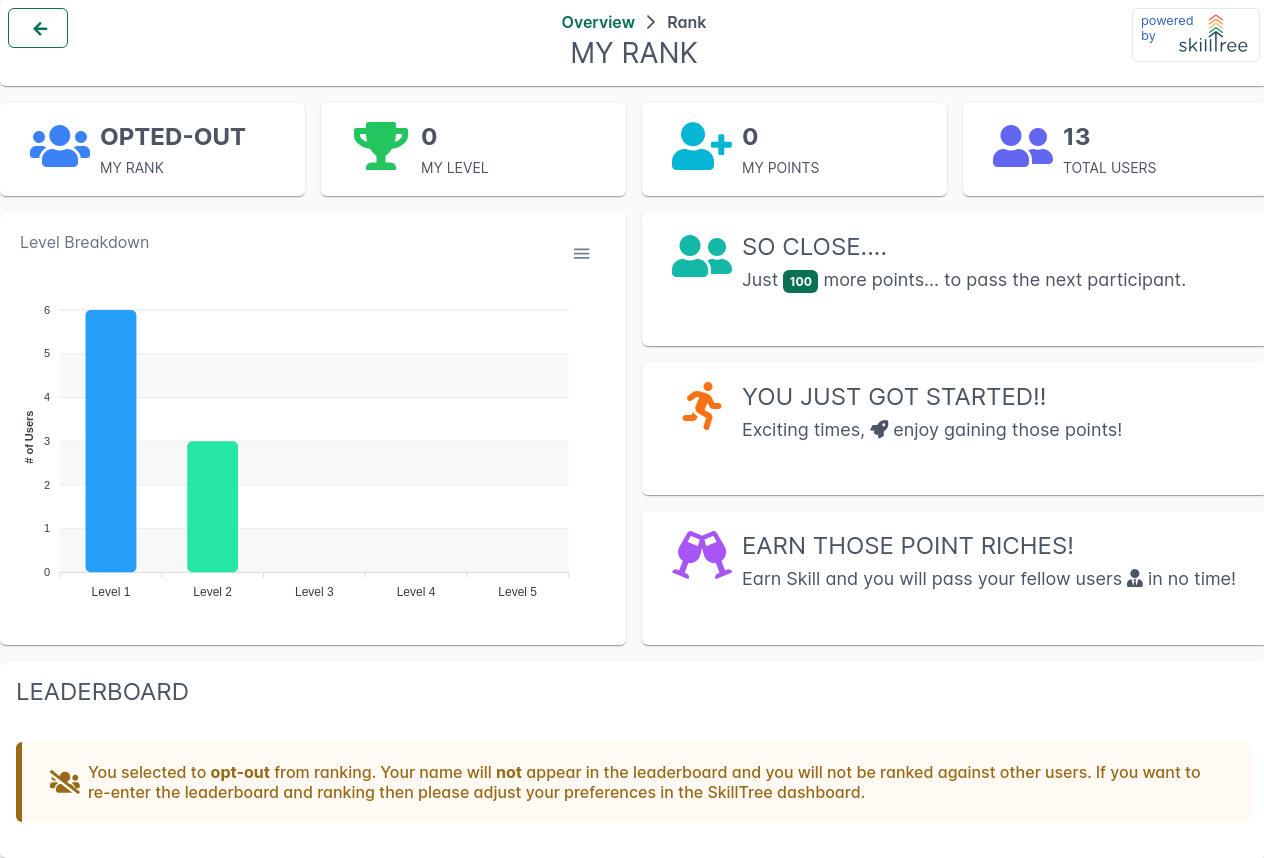 Overview > Rank
MY RANK
powered
by
skilltree
OPTED-OUT
MY RANK
0
MY LEVEL
0
MY POINTS
13
TOTAL USERS
Level Breakdown
6
5
4
3
2
1
0
# of Users
Level 1
Level 2
Level 3
Level 4
Level 5
SO CLOSE....
Just 100 more points... to pass the next participant.
YOU JUST GOT STARTED!!
Exciting times, enjoy gaining those points!
EARN THOSE POINT RICHES!
Earn Skill and you will pass your fellow users in no time!
LEADERBOARD
You selected to opt-out from ranking. Your name will not appear in the leaderboard and you will not be ranked against other users. If you want to
re-enter the leaderboard and ranking then please adjust your preferences in the SkillTree dashboard.